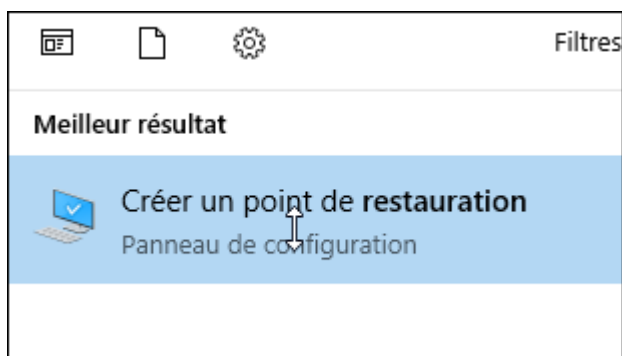 Filtres
Meilleur résultat
Créer un point de restauration
Panneau de configuration